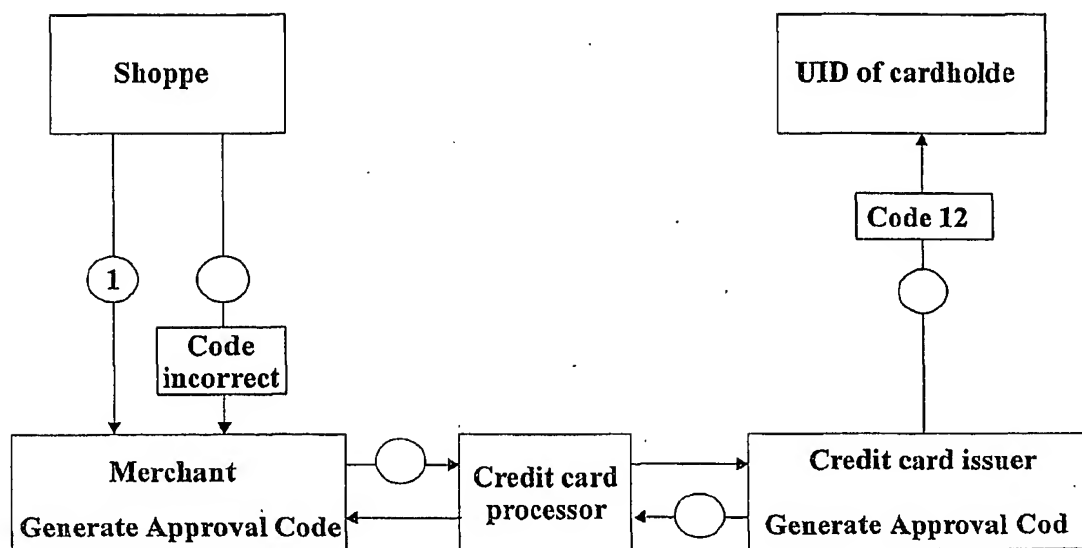 Shoppe
UID of cardholde
Code 12
1
Code
incorrect
Merchant
Generate Approval Code
Credit card
processor
Credit card issuer
Generate Approval Cod